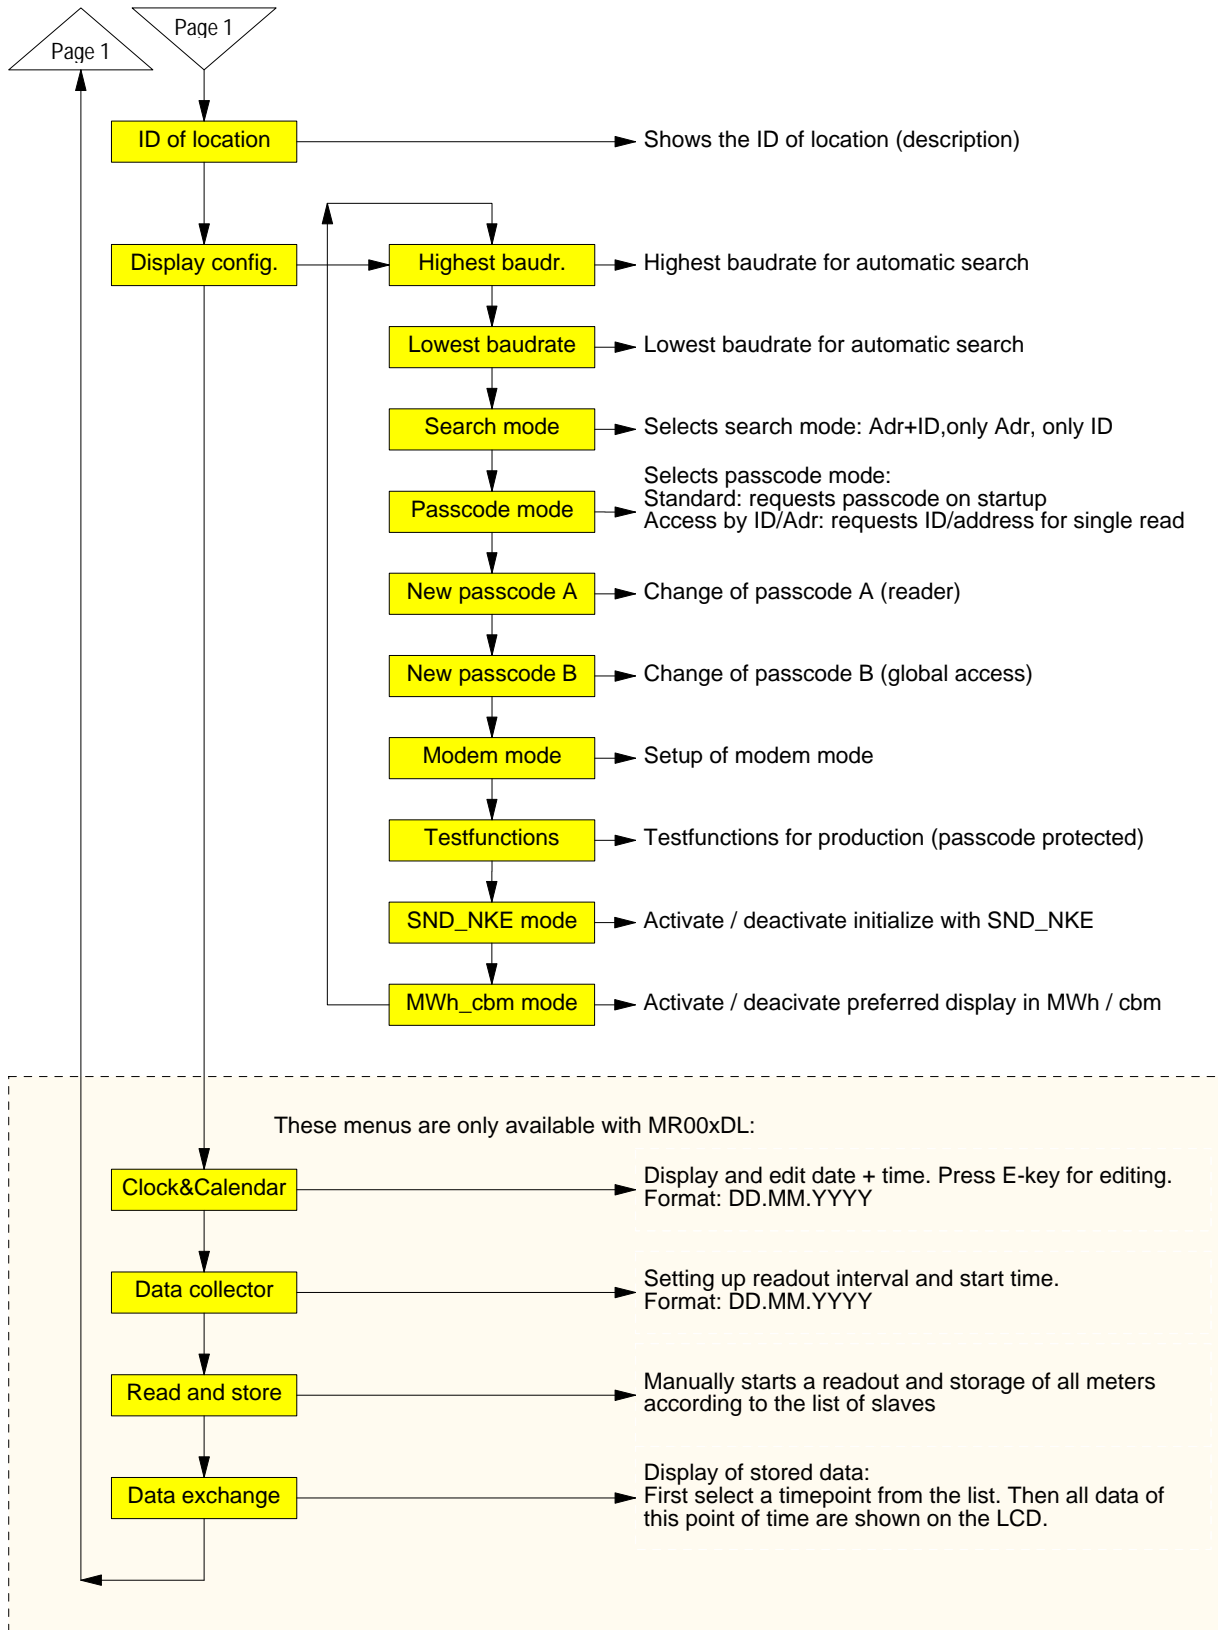 Page 1
Page 1
ID of location
Shows the ID of location (description)
Display config.
Highest baudr.
Highest baudrate for automatic search
Lowest baudrate
Lowest baudrate for automatic search
Search mode
Selects search mode: Adr+ID,only Adr, only ID
Passcode mode
Selects passcode mode:
Standard: requests passcode on startup
Access by ID/Adr: requests ID/address for single read
New passcode A
Change of passcode A (reader)
New passcode B
Change of passcode B (global access)
Modem mode
Setup of modem mode
Testfunctions
Testfunctions for production (passcode protected)
SND_NKE mode
Activate / deactivate initialize with SND_NKE
MWh_cbm mode
Activate / deacivate preferred display in MWh / cbm
These menus are only available with MR00xDL:
Clock&Calendar
Display and edit date + time. Press E-key for editing.
Format: DD.MM.YYYY
Data collector
Setting up readout interval and start time.
Format: DD.MM.YYYY
Read and store
Manually starts a readout and storage of all meters
according to the list of slaves
Data exchange
Display of stored data:
First select a timepoint from the list. Then all data of
this point of time are shown on the LCD.